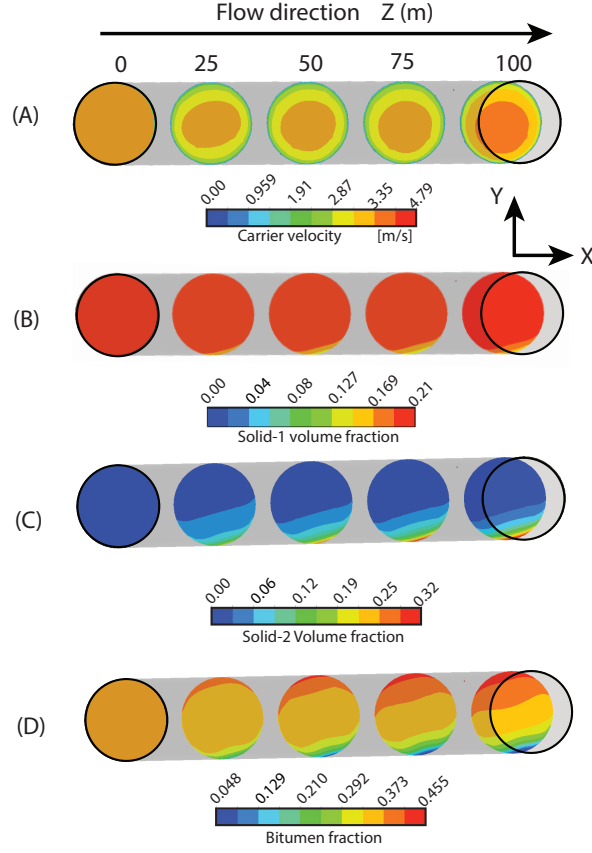 Flow direction Z (m)
0 25 50 75 100
(A)
0.00 0.959 1.91 2.87 3.35 4.79
Carrier velocity [m/s]
Y
X
(B)
0.00 0.04 0.08 0.127 0.169 0.21
Solid-1 volume fraction
(C)
0.00 0.06 0.12 0.19 0.25 0.32
Solid-2 Volume fraction
(D)
0.048 0.129 0.210 0.292 0.373 0.455
Bitumen fraction